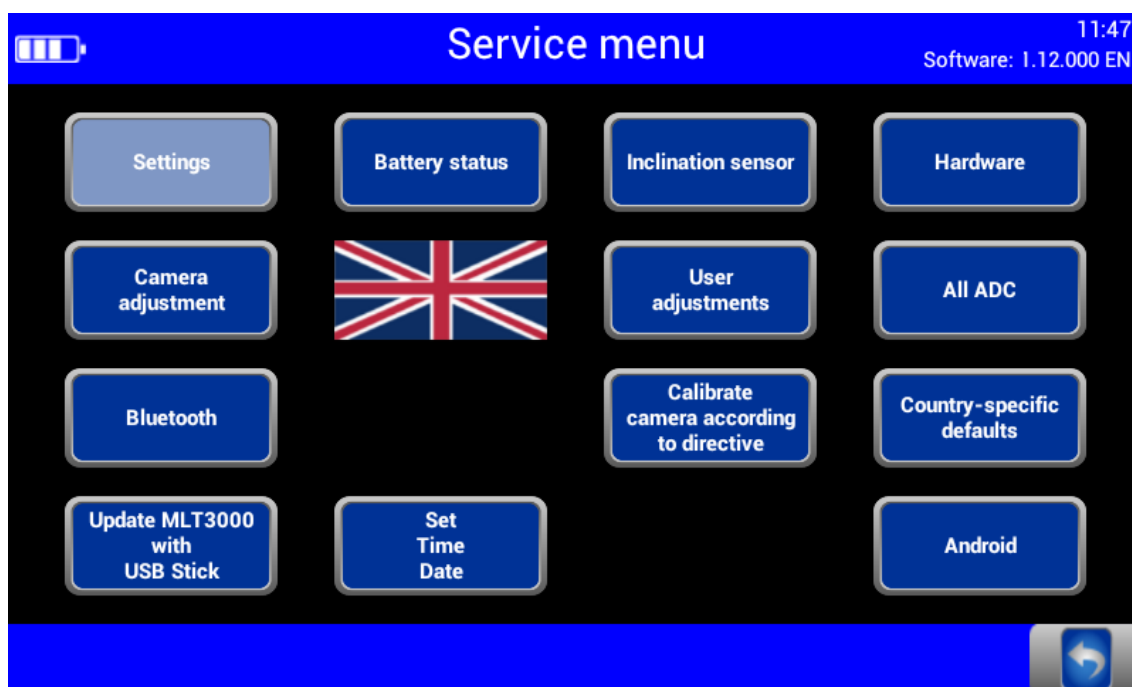 Service menu
11:47
Software: 1.12.000 EN
Settings
Battery status
Inclination sensor
Hardware
Camera
adjustment
User
adjustments
All ADC
Bluetooth
Calibrate
camera according
to directive
Country-specific
defaults
Update MLT3000
with
USB Stick
Set
Time
Date
Android